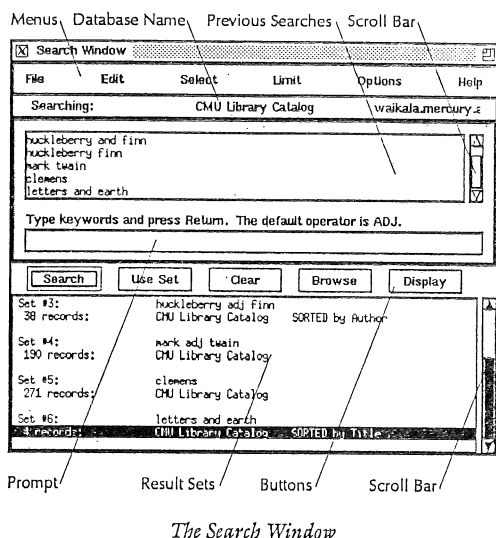 Menus Database Name Previous Searches Scroll Bar
Search Window
File Edit Select Limit Options Help
Searching: CMU Library Catalog waikala.mercury.a
huckleberry and finn
huckleberry finn
mark twain
clemens
letters and earth
Type keywords and press Return. The default operator is ADJ.
Search Use Set Clear Browse Display
Set #3: huckleberry adj finn
38 records: CMU Library Catalog SORTED by Author
Set #4: mark adj twain
190 records: CMU Library Catalog
Set #5: clemens
271 records: CMU Library Catalog
Set #6: letters and earth
4 records: CMU Library Catalog SORTED by Title
Prompt Result Sets Buttons Scroll Bar
The Search Window